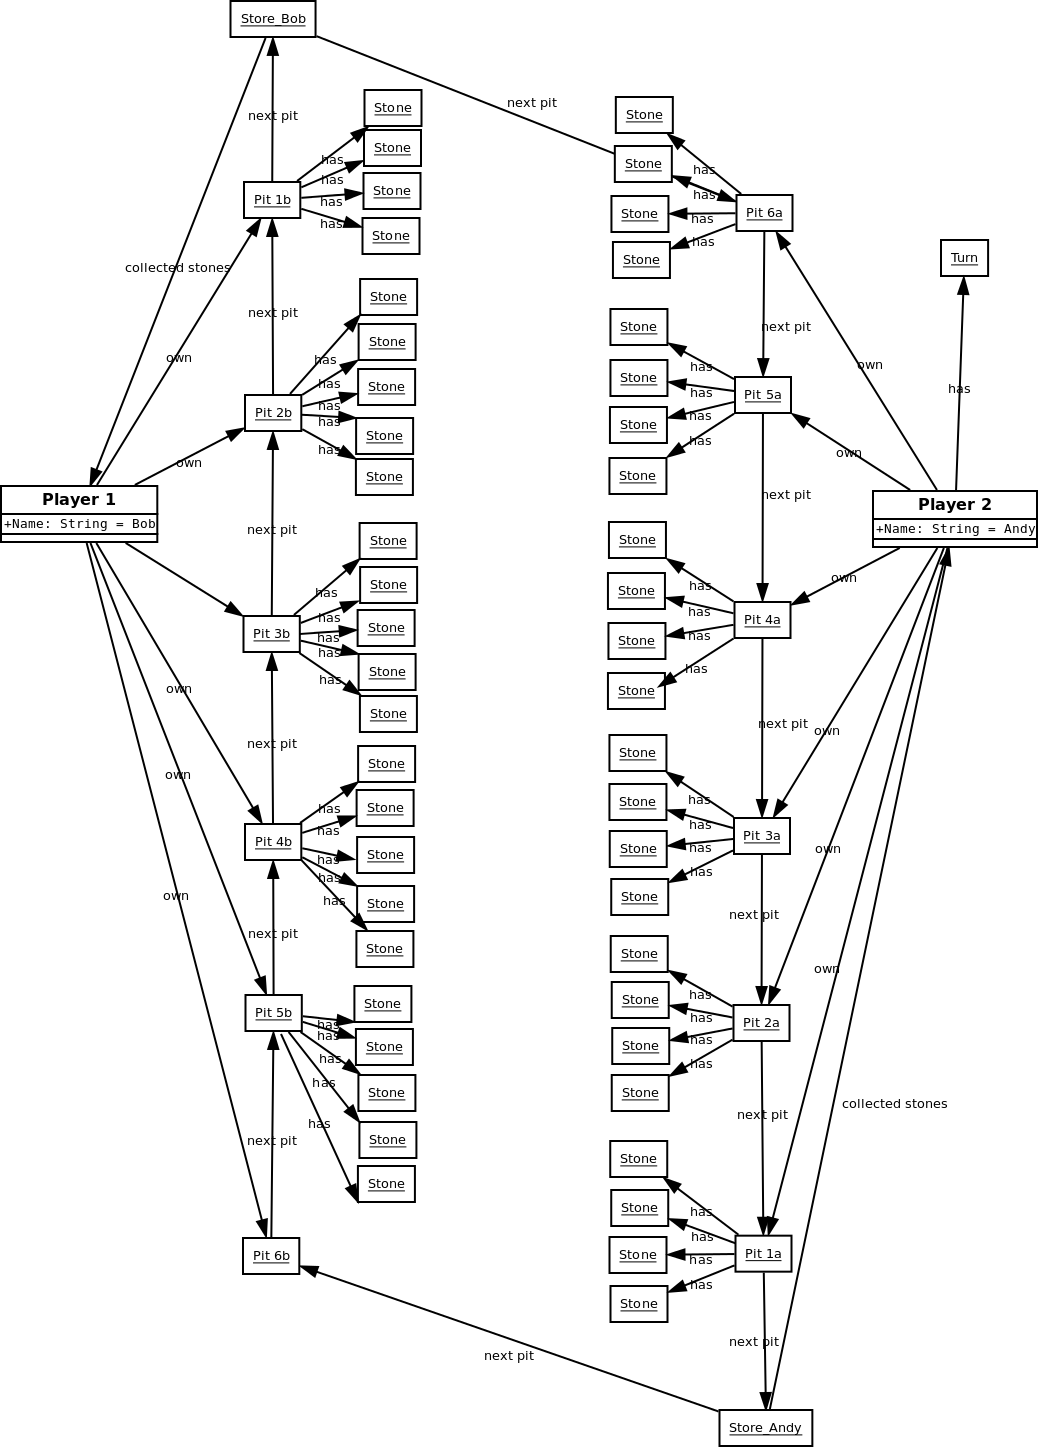 Store_Bob
next pit
next pit
Stone
Stone
Stone
Stone
has
has
has
has
Pit 1b
collected stones
own
next pit
Stone
Stone
Stone
Stone
Stone
has
has
has
has
has
Pit 2b
own
Player 1
+Name: String = Bob
next pit
Stone
Stone
Stone
Stone
Stone
has
has
has
has
has
Pit 3b
own
next pit
Stone
Stone
Stone
Stone
Stone
has
has
has
has
has
Pit 4b
own
own
next pit
Stone
Stone
Stone
Stone
Stone
has
has
has
has
has
Pit 5b
next pit
Pit 6b
next pit
Stone
Stone
Stone
Stone
has
has
has
has
Pit 6a
Turn
next pit
own
has
Stone
Stone
Stone
Stone
has
has
has
has
Pit 5a
own
next pit
Player 2
+Name: String = Andy
Stone
Stone
Stone
Stone
has
has
has
has
Pit 4a
own
next pit
own
Stone
Stone
Stone
Stone
has
has
has
has
Pit 3a
own
next pit
Stone
Stone
Stone
Stone
has
has
has
has
Pit 2a
own
next pit
collected stones
Stone
Stone
Stone
Stone
has
has
has
has
Pit 1a
next pit
Store_Andy